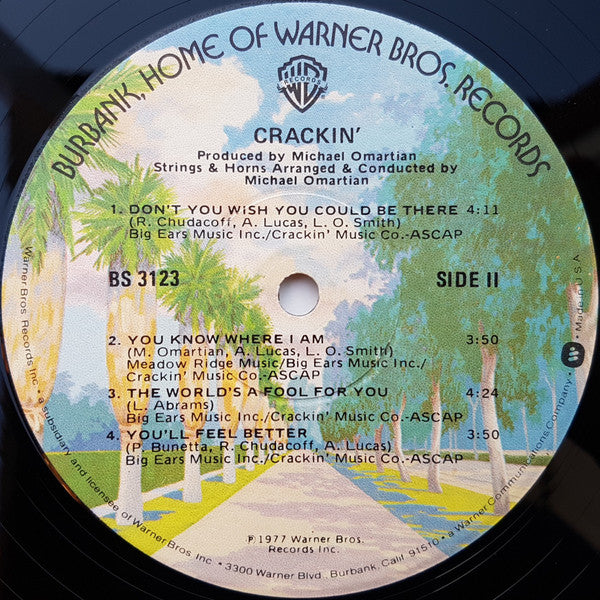 BURBANK, HOME OF WARNER BROS. RECORDS
WB
RECORDS
CRACKIN'
Produced by Michael Omartian
Strings & Horns Arranged & Conducted by
Michael Omartian
1. DON'T YOU WISH YOU COULD BE THERE 4:11
(R. Chudacoff, A. Lucas, L. O. Smith)
Big Ears Music Inc./Crackin' Music Co.-ASCAP
BS 3123 SIDE II
2. YOU KNOW WHERE I AM 3:50
(M. Omartian, A. Lucas, L. O. Smith)
Meadow Ridge Music/Big Ears Music Inc./
Crackin' Music Co.-ASCAP
3. THE WORLD'S A FOOL FOR YOU 4:24
(L. Abrams)
Big Ears Music Inc./Crackin' Music Co.-ASCAP
4. YOU'LL FEEL BETTER 3:50
(P. Bunetta, R. Chudacoff, A. Lucas)
Big Ears Music Inc./Crackin' Music Co.-ASCAP
℗1977 Warner Bros.
Records Inc.
Warner Bros. Records Inc. • a subsidiary and licensee of Warner Bros. Inc. • 3300 Warner Blvd., Burbank, Calif. 91510 • a Warner Communications Company •
• Made in U.S.A.